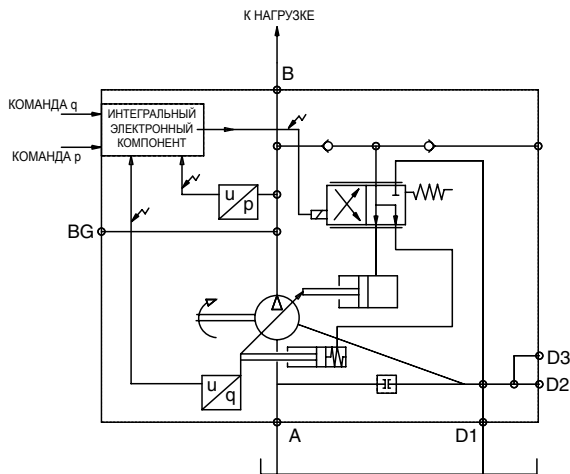 К НАГРУЗКЕ
B
КОМАНДА q
ИНТЕГРАЛЬНЫЙ
ЭЛЕКТРОННЫЙ
КОМПОНЕНТ
КОМАНДА p
u
p
BG
D3
D2
u
q
A
D1